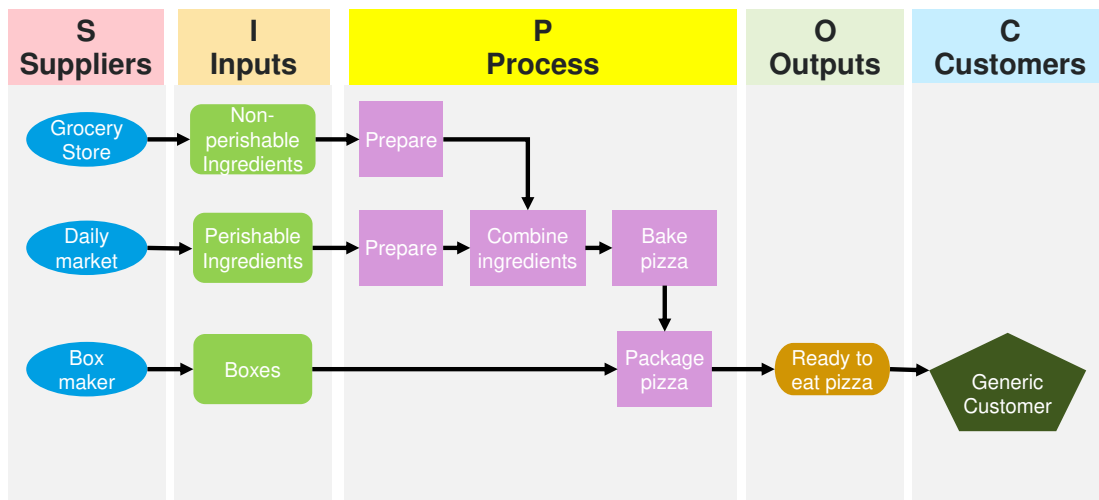 S
Suppliers
I
Inputs
P
Process
O
Outputs
C
Customers
Grocery
Store
Non-
perishable
Ingredients
Prepare
Daily
market
Perishable
Ingredients
Prepare
Combine
ingredients
Bake
pizza
Box
maker
Boxes
Package
pizza
Ready to
eat pizza
Generic
Customer